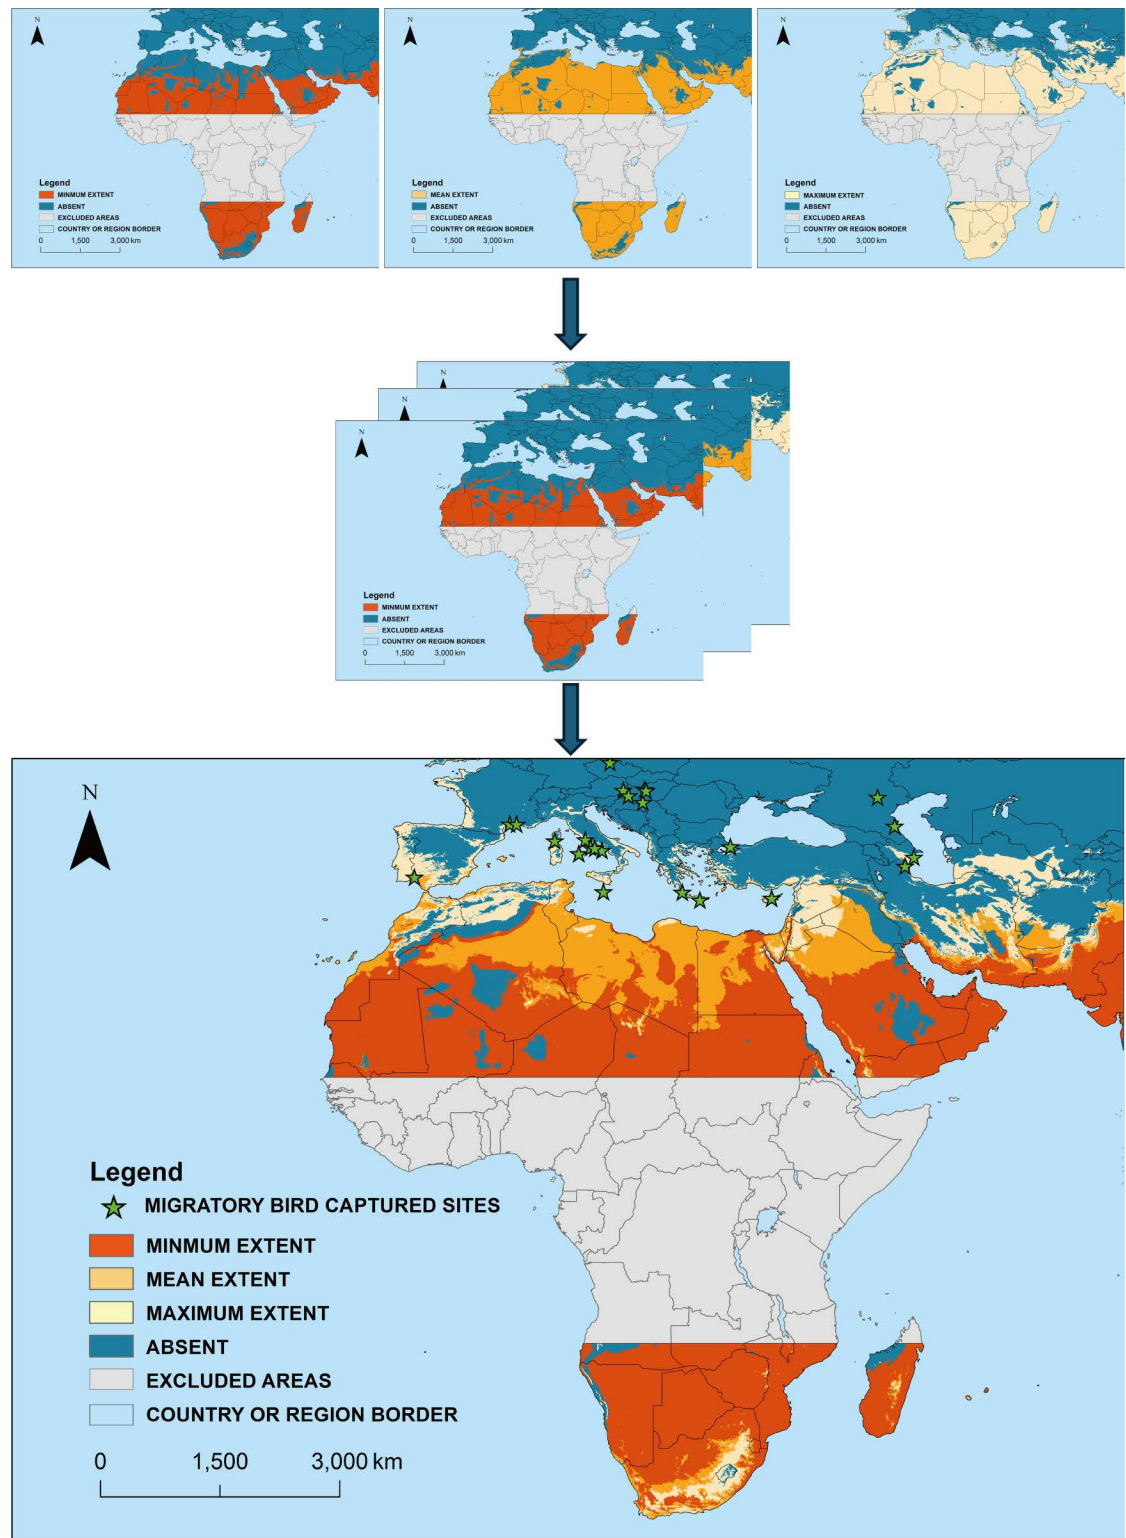 N
Legend
MINMUM EXTENT
ABSENT
EXCLUDED AREAS
COUNTRY OR REGION BORDER
0 1,500 3,000 km
N
Legend
MEAN EXTENT
ABSENT
EXCLUDED AREAS
COUNTRY OR REGION BORDER
0 1,500 3,000 km
N
Legend
MAXIMUM EXTENT
ABSENT
EXCLUDED AREAS
COUNTRY OR REGION BORDER
0 1,500 3,000 km
N
N
N
Legend
MINMUM EXTENT
ABSENT
EXCLUDED AREAS
COUNTRY OR REGION BORDER
0 1,500 3,000 km
N
Legend
MIGRATORY BIRD CAPTURED SITES
MINMUM EXTENT
MEAN EXTENT
MAXIMUM EXTENT
ABSENT
EXCLUDED AREAS
COUNTRY OR REGION BORDER
0 1,500 3,000 km